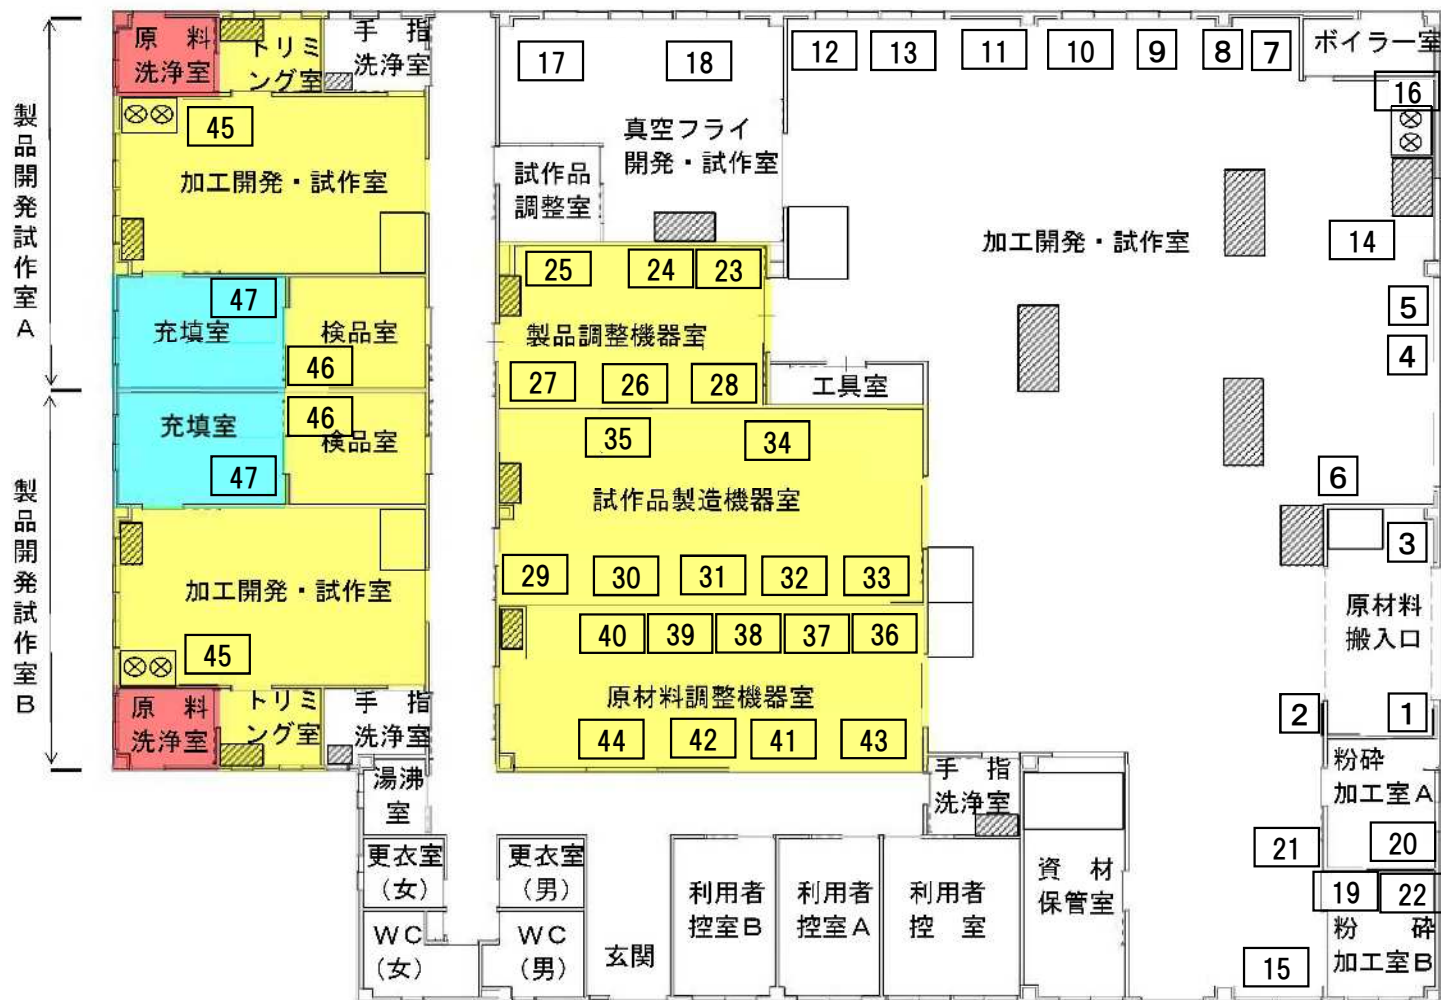 製品開発試作室A
原　料
洗浄室
トリミ
ング室
手　指
洗浄室
45
加工開発・試作室
47
充填室
検品室
46
製品開発試作室B
充填室
46
検品室
47
加工開発・試作室
45
原　料
洗浄室
トリミ
ング室
手　指
洗浄室
湯沸
室
更衣室
(女)
更衣室
(男)
WC
(女)
WC
(男)
玄関
17
18
真空フライ
開発・試作室
試作品
調整室
25
24
23
製品調整機器室
27
26
28
工具室
35
34
試作品製造機器室
29
30
31
32
33
40
39
38
37
36
原材料調整機器室
44
42
41
43
手　指
洗浄室
利用者
控室B
利用者
控室A
利用者
控　室
資　材
保管室
12
13
11
10
9
8
7
ボイラー室
16
加工開発・試作室
14
5
4
6
3
原材料
搬入口
2
1
粉砕
加工室A
21
20
19
22
粉　砕
加工室B
15